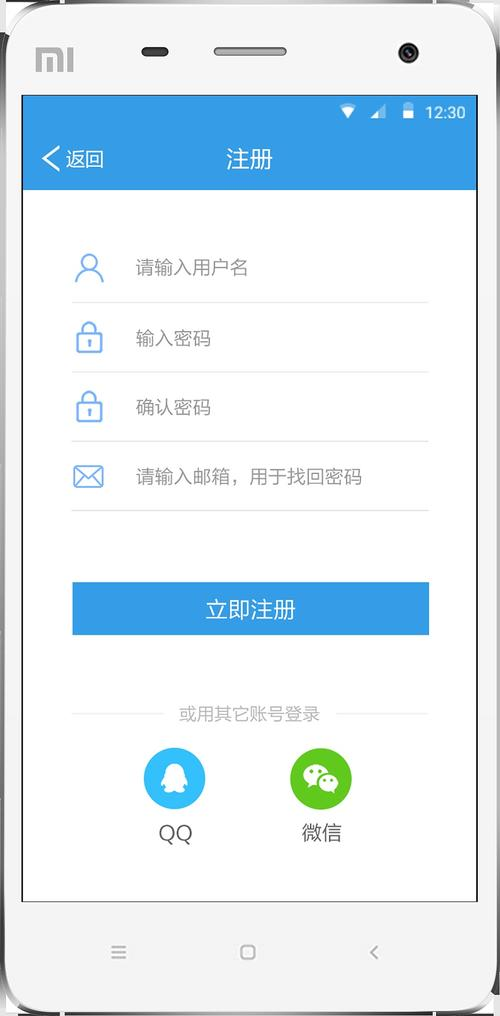 mi
12:30
返回
注册
请输入用户名
输入密码
确认密码
请输入邮箱，用于找回密码
立即注册
或用其它账号登录
QQ
微信